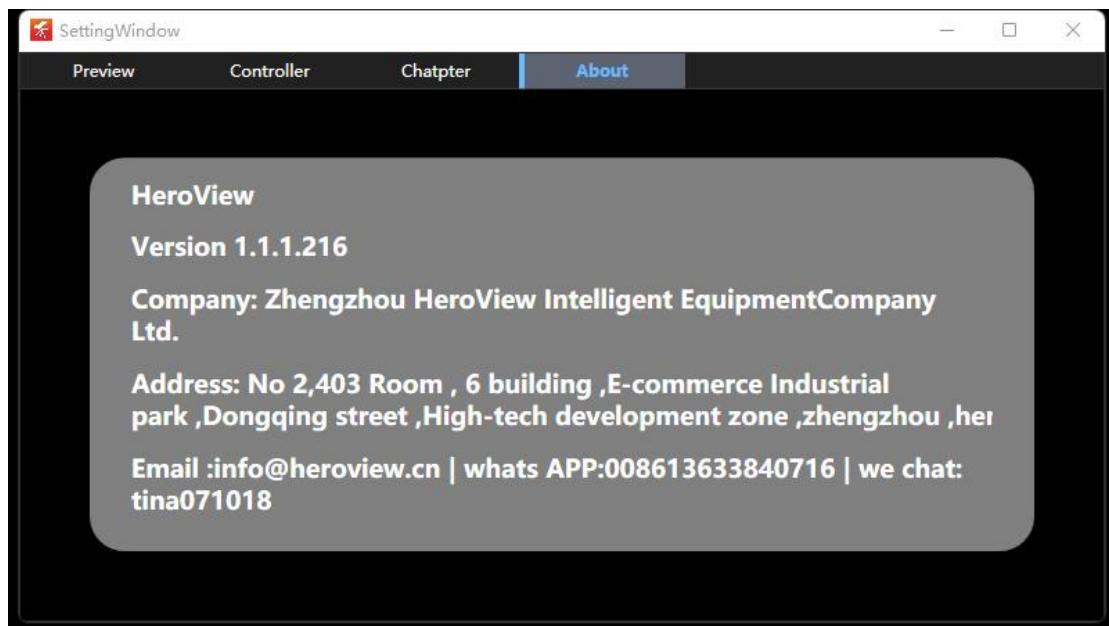 SettingWindow
Preview Controller Chatpter About
HeroView
Version 1.1.1.216
Company: Zhengzhou HeroView Intelligent EquipmentCompany
Ltd.
Address: No 2,403 Room , 6 building ,E-commerce Industrial
park ,Dongqing street ,High-tech development zone ,zhengzhou ,
Email :info@heroview.cn | whats APP:008613633840716 | we chat:
tina071018